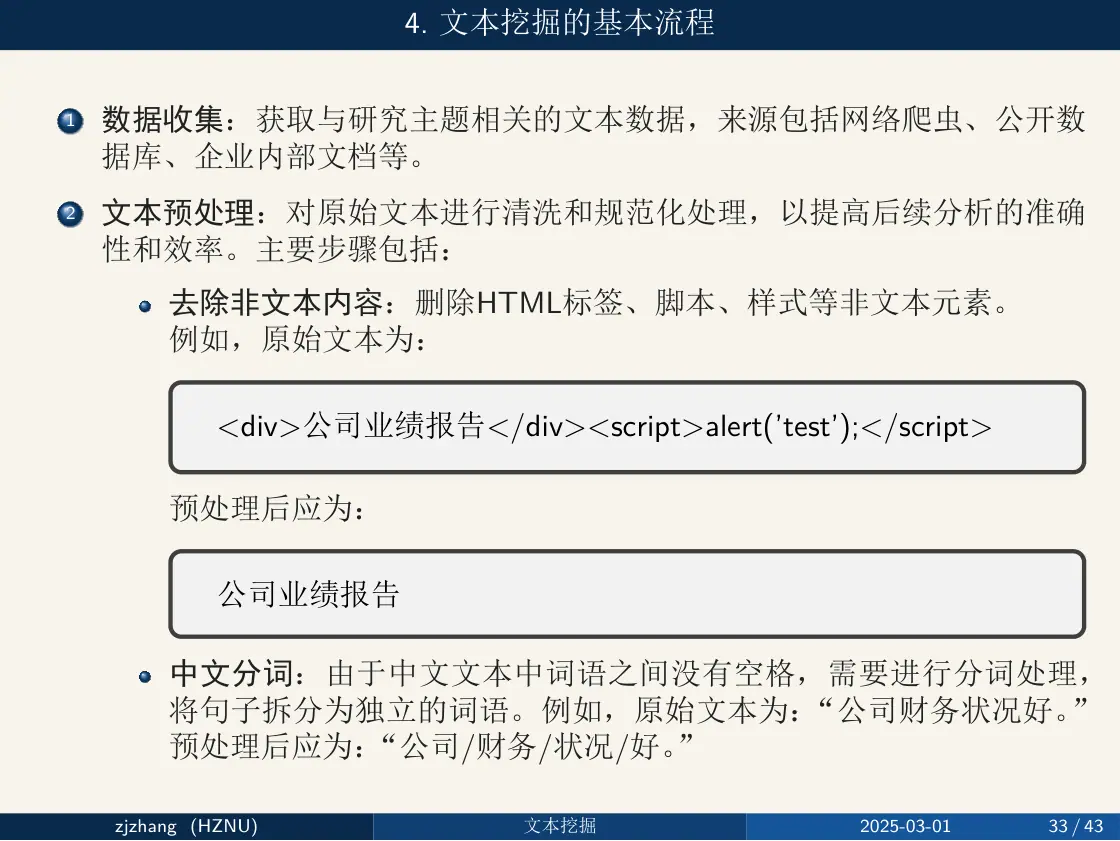 4. 文本挖掘的基本流程
1 数据收集：获取与研究主题相关的文本数据，来源包括网络爬虫、公开数
据库、企业内部文档等。
2 文本预处理：对原始文本进行清洗和规范化处理，以提高后续分析的准确
性和效率。主要步骤包括：
去除非文本内容：删除HTML标签、脚本、样式等非文本元素。
例如，原始文本为：
<div>公司业绩报告</div><script>alert('test');</script>
预处理后应为：
公司业绩报告
中文分词：由于中文文本中词语之间没有空格，需要进行分词处理，
将句子拆分为独立的词语。例如，原始文本为：“公司财务状况好。”
预处理后应为：“公司/财务/状况/好。”
zjzhang (HZNU) 文本挖掘 2025-03-01 33 / 43